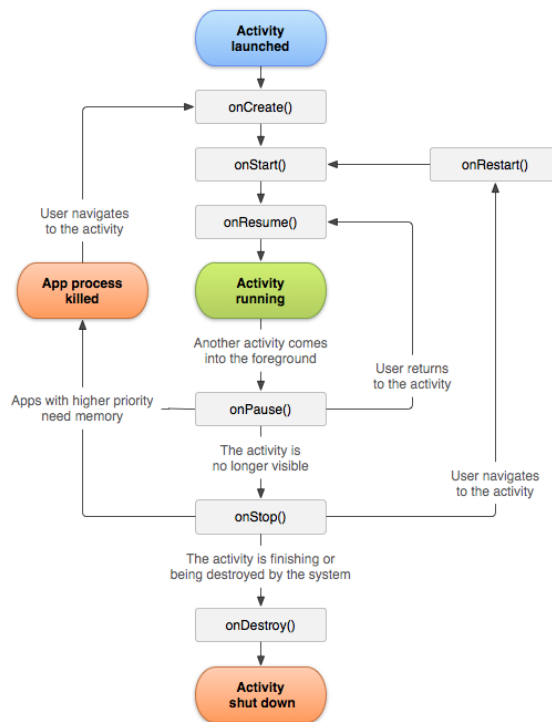 Activity
launched
onCreate()
onStart()
onRestart()
User navigates
to the activity
onResume()
App process
killed
Activity
running
Another activity comes
into the foreground
User returns
to the activity
Apps with higher priority
need memory
onPause()
The activity is
no longer visible
User navigates
to the activity
onStop()
The activity is finishing or
being destroyed by the system
onDestroy()
Activity
shut down